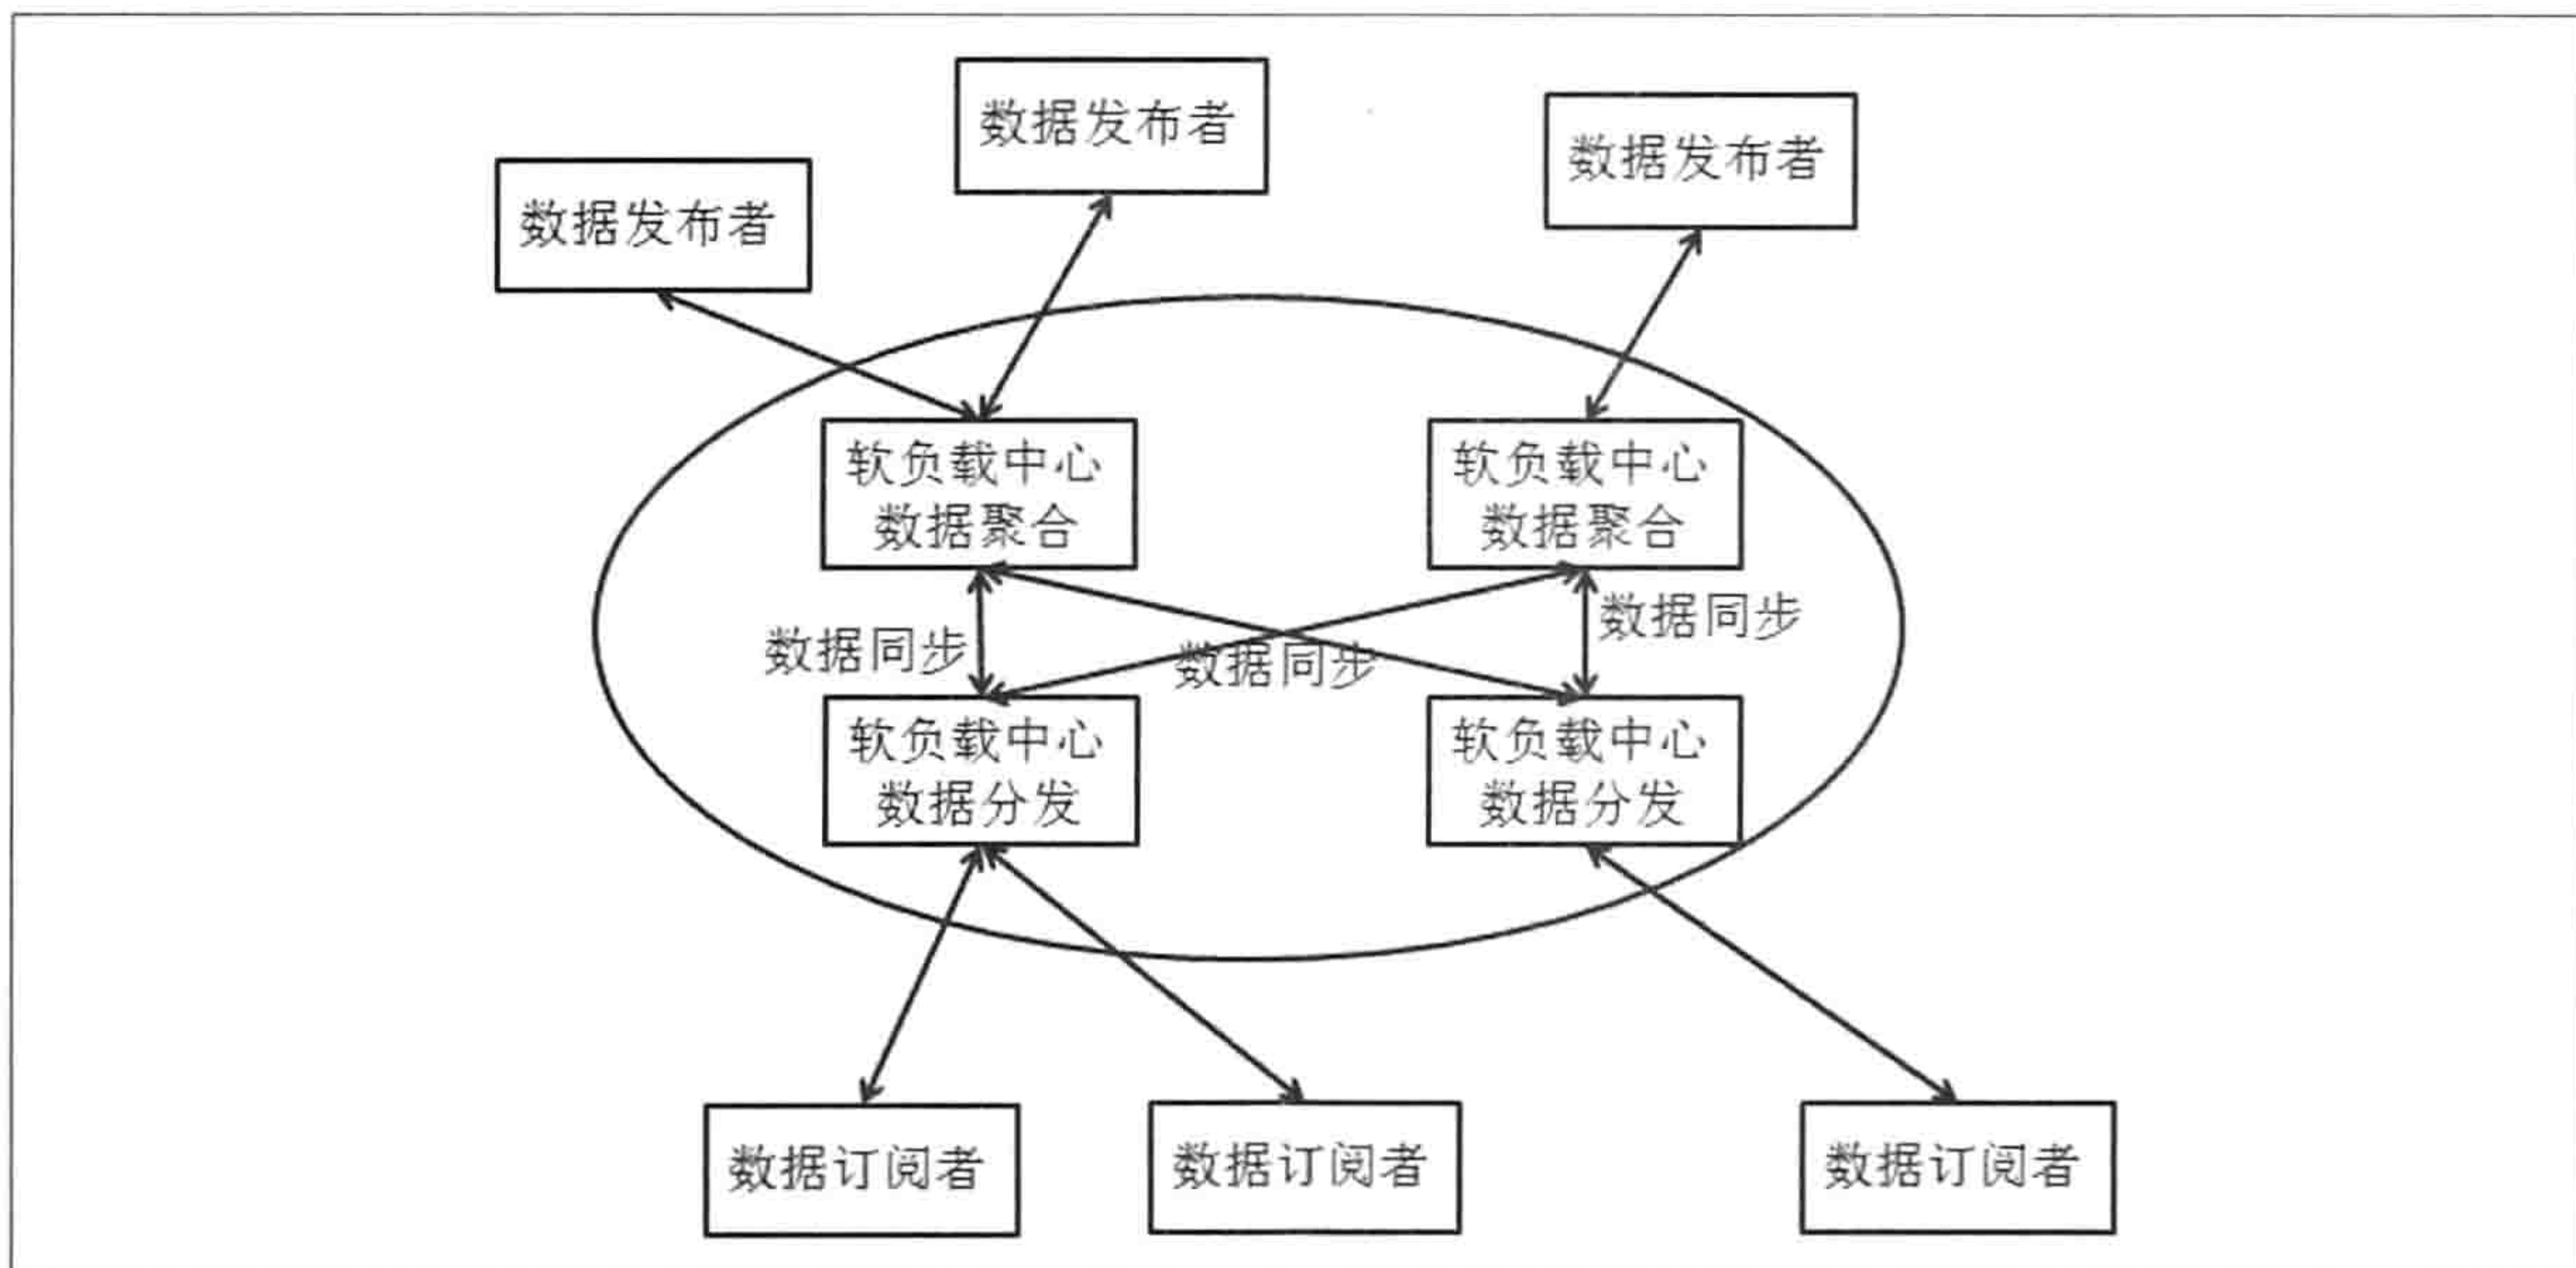 数据发布者
数据发布者
数据发布者
软负载中心
数据聚合
软负载中心
数据聚合
数据同步
数据同步
数据同步
软负载中心
数据分发
软负载中心
数据分发
数据订阅者
数据订阅者
数据订阅者